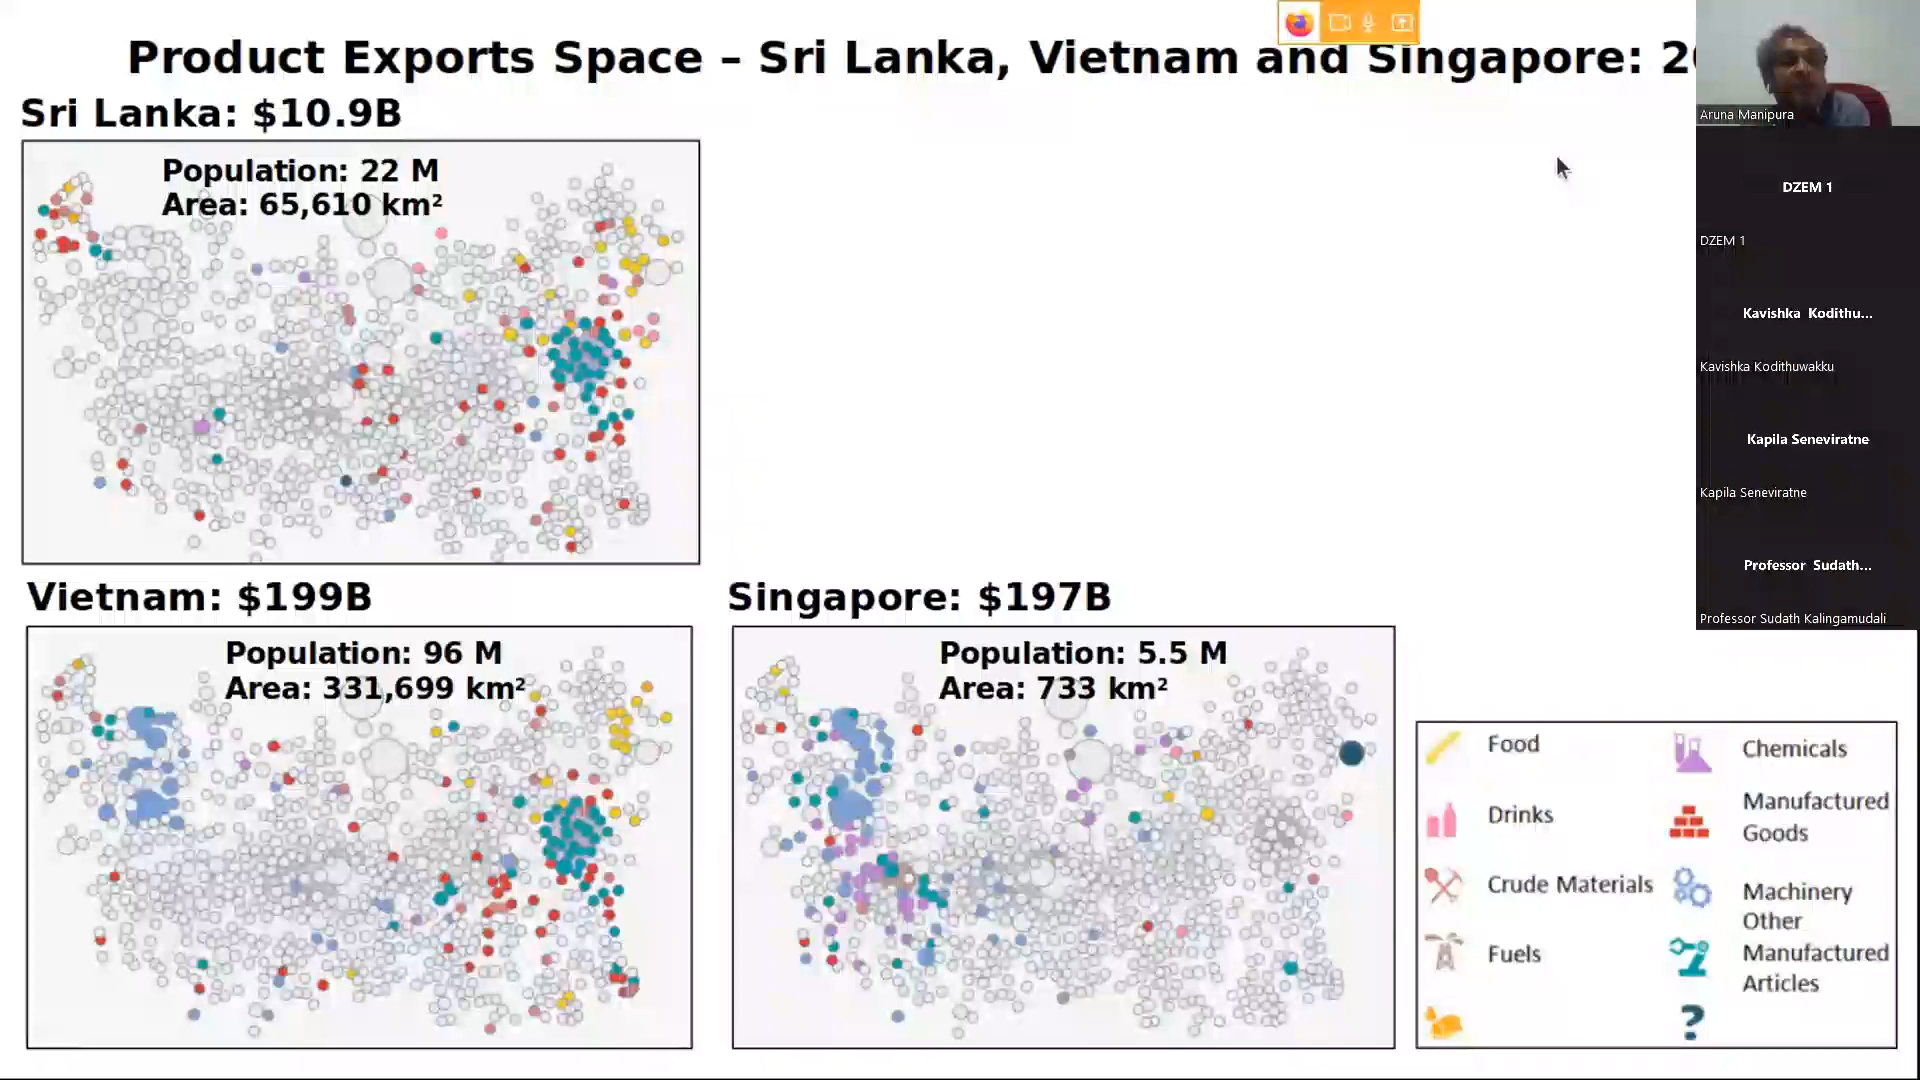 Product Exports Space – Sri Lanka, Vietnam and Singapore: 20
Sri Lanka: $10.9B
Population: 22 M
Area: 65,610 km²
Vietnam: $199B
Population: 96 M
Area: 331,699 km²
Singapore: $197B
Population: 5.5 M
Area: 733 km²
Food
Drinks
Crude Materials
Fuels
Chemicals
Manufactured
Goods
Machinery
Other
Manufactured
Articles
?
Aruna Manipura
DZEM 1
DZEM 1
Kavishka Kodithu...
Kavishka Kodithuwakku
Kapila Seneviratne
Kapila Seneviratne
Professor Sudath...
Professor Sudath Kalingamudali